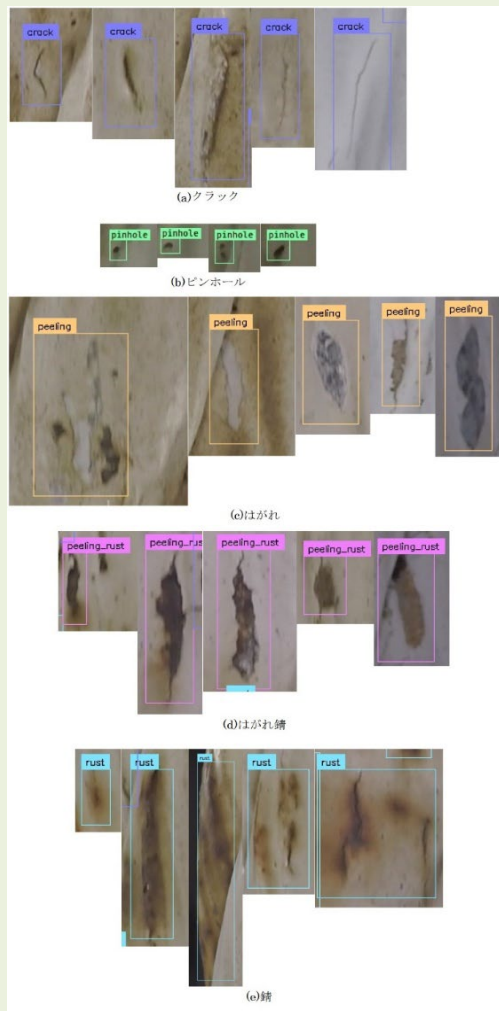 crack
crack
crack
crack
crack
(a)クラック
pinhole
pinhole
pinhole
pinhole
(b)ピンホール
peeling
peeling
peeling
peeling
peeling
(c)はがれ
peeling_rust
peeling_rus
peeling_rust
peeling_rust
peeling_rust
(d)はがれ錆
rust
rust
rust
rust
rust
(e)錆